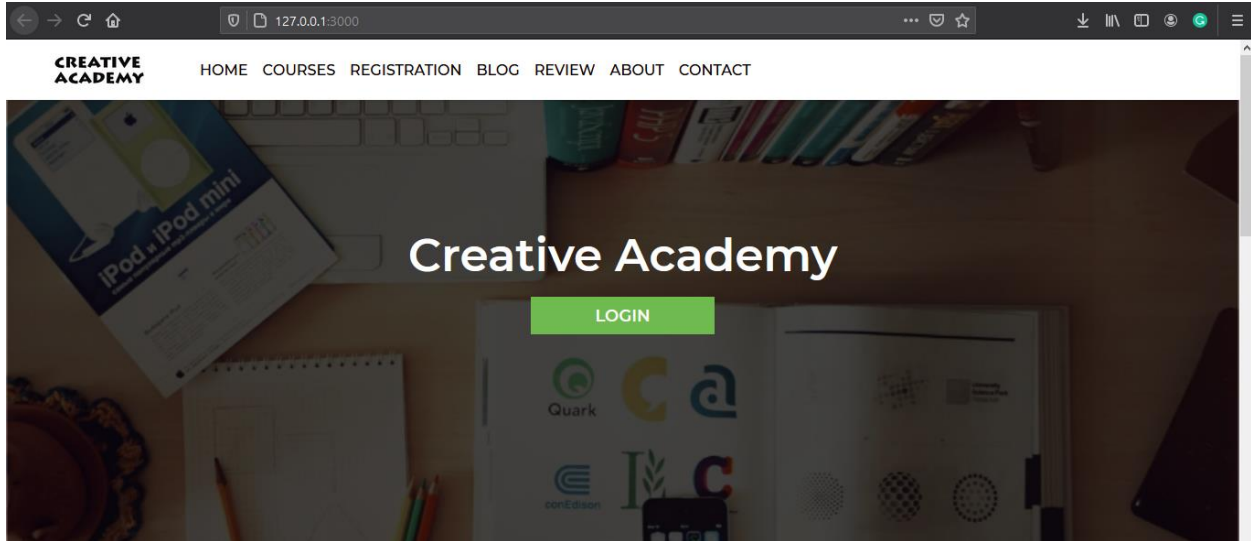 127.0.0.1:3000
CREATIVE
ACADEMY
HOME COURSES REGISTRATION BLOG REVIEW ABOUT CONTACT
iPod и iPod mini
Creative Academy
LOGIN
Quark
conEdison